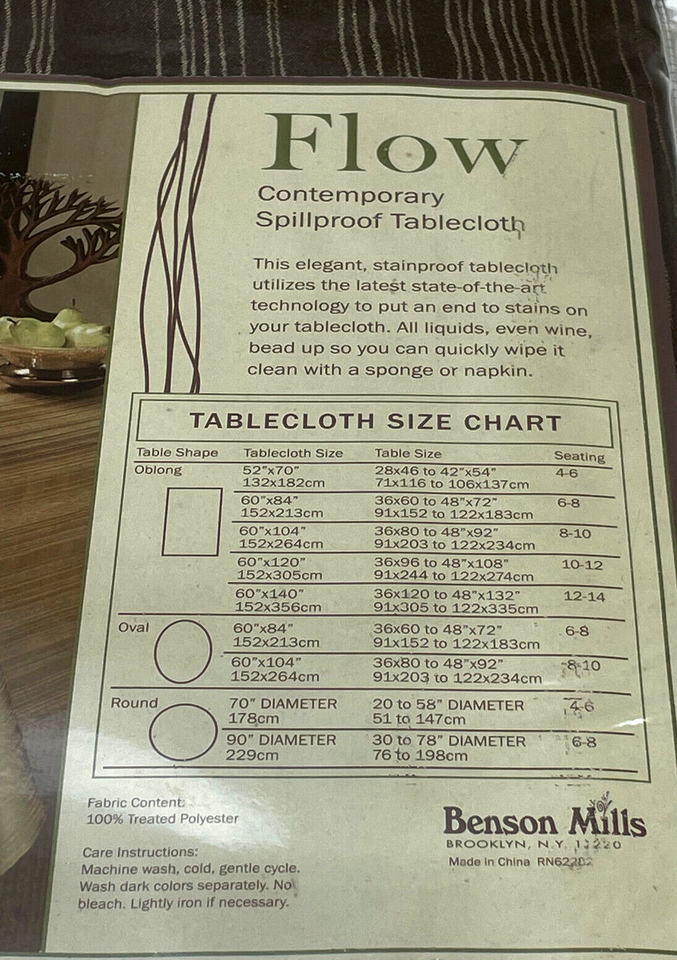 Flow
Contemporary
Spillproof Tablecloth
This elegant, stainproof tablecloth
utilizes the latest state-of-the-art
technology to put an end to stains on
your tablecloth. All liquids, even wine,
bead up so you can quickly wipe it
clean with a sponge or napkin.
TABLECLOTH SIZE CHART
Table Shape Tablecloth Size Table Size Seating
Oblong 52"x70" 28x46 to 42"x54" 4-6
132x182cm 71x116 to 106x137cm
60"x84" 36x60 to 48"x72" 6-8
152x213cm 91x152 to 122x183cm
60"x104" 36x80 to 48"x92" 8-10
152x264cm 91x203 to 122x234cm
60"x120" 36x96 to 48"x108" 10-12
152x305cm 91x244 to 122x274cm
60"x140" 36x120 to 48"x132" 12-14
152x356cm 91x305 to 122x335cm
Oval 60"x84" 36x60 to 48"x72" 6-8
152x213cm 91x152 to 122x183cm
60"x104" 36x80 to 48"x92" 8-10
152x264cm 91x203 to 122x234cm
Round 70" DIAMETER 20 to 58" DIAMETER 4-6
178cm 51 to 147cm
90" DIAMETER 30 to 78" DIAMETER 6-8
229cm 76 to 198cm
Fabric Content:
100% Treated Polyester
Care Instructions:
Machine wash, cold, gentle cycle.
Wash dark colors separately. No
bleach. Lightly iron if necessary.
Benson Mills
BROOKLYN, N.Y. 11220
Made in China